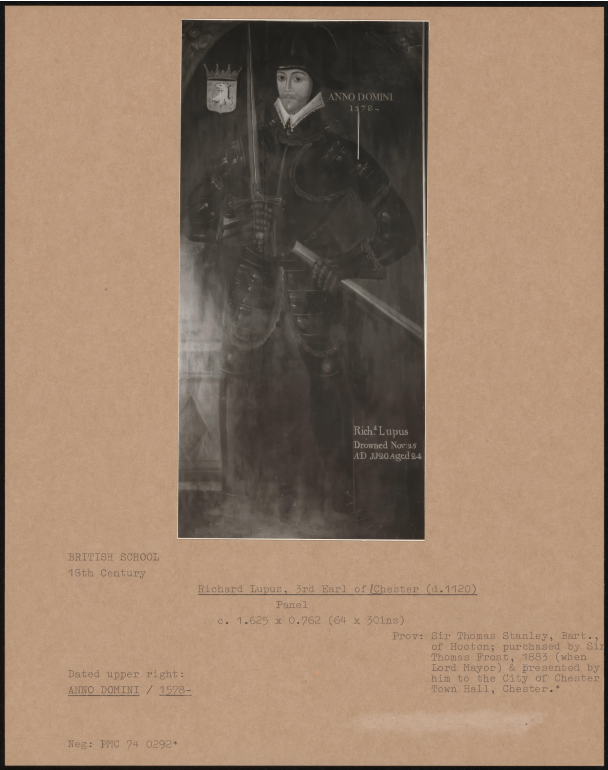 ANNO DOMINI
1578-
Rich.d Lupus
Drowned Nov: 25
AD 1120 Aged 24
BRITISH SCHOOL
16th Century
Richard Lupus, 3rd Earl of/Chester (d.1120)
Panel
c. 1.625 x 0.762 (64 x 30ins)
Prov: Sir Thomas Stanley, Bart.,
of Hooton; purchased by Sir
Thomas Frost, 1883 (when
Lord Mayor) & presented by
him to the City of Chester
Town Hall, Chester.*
Dated upper right:
ANNO DOMINI / 1578-
Neg: PMC 74 0292*